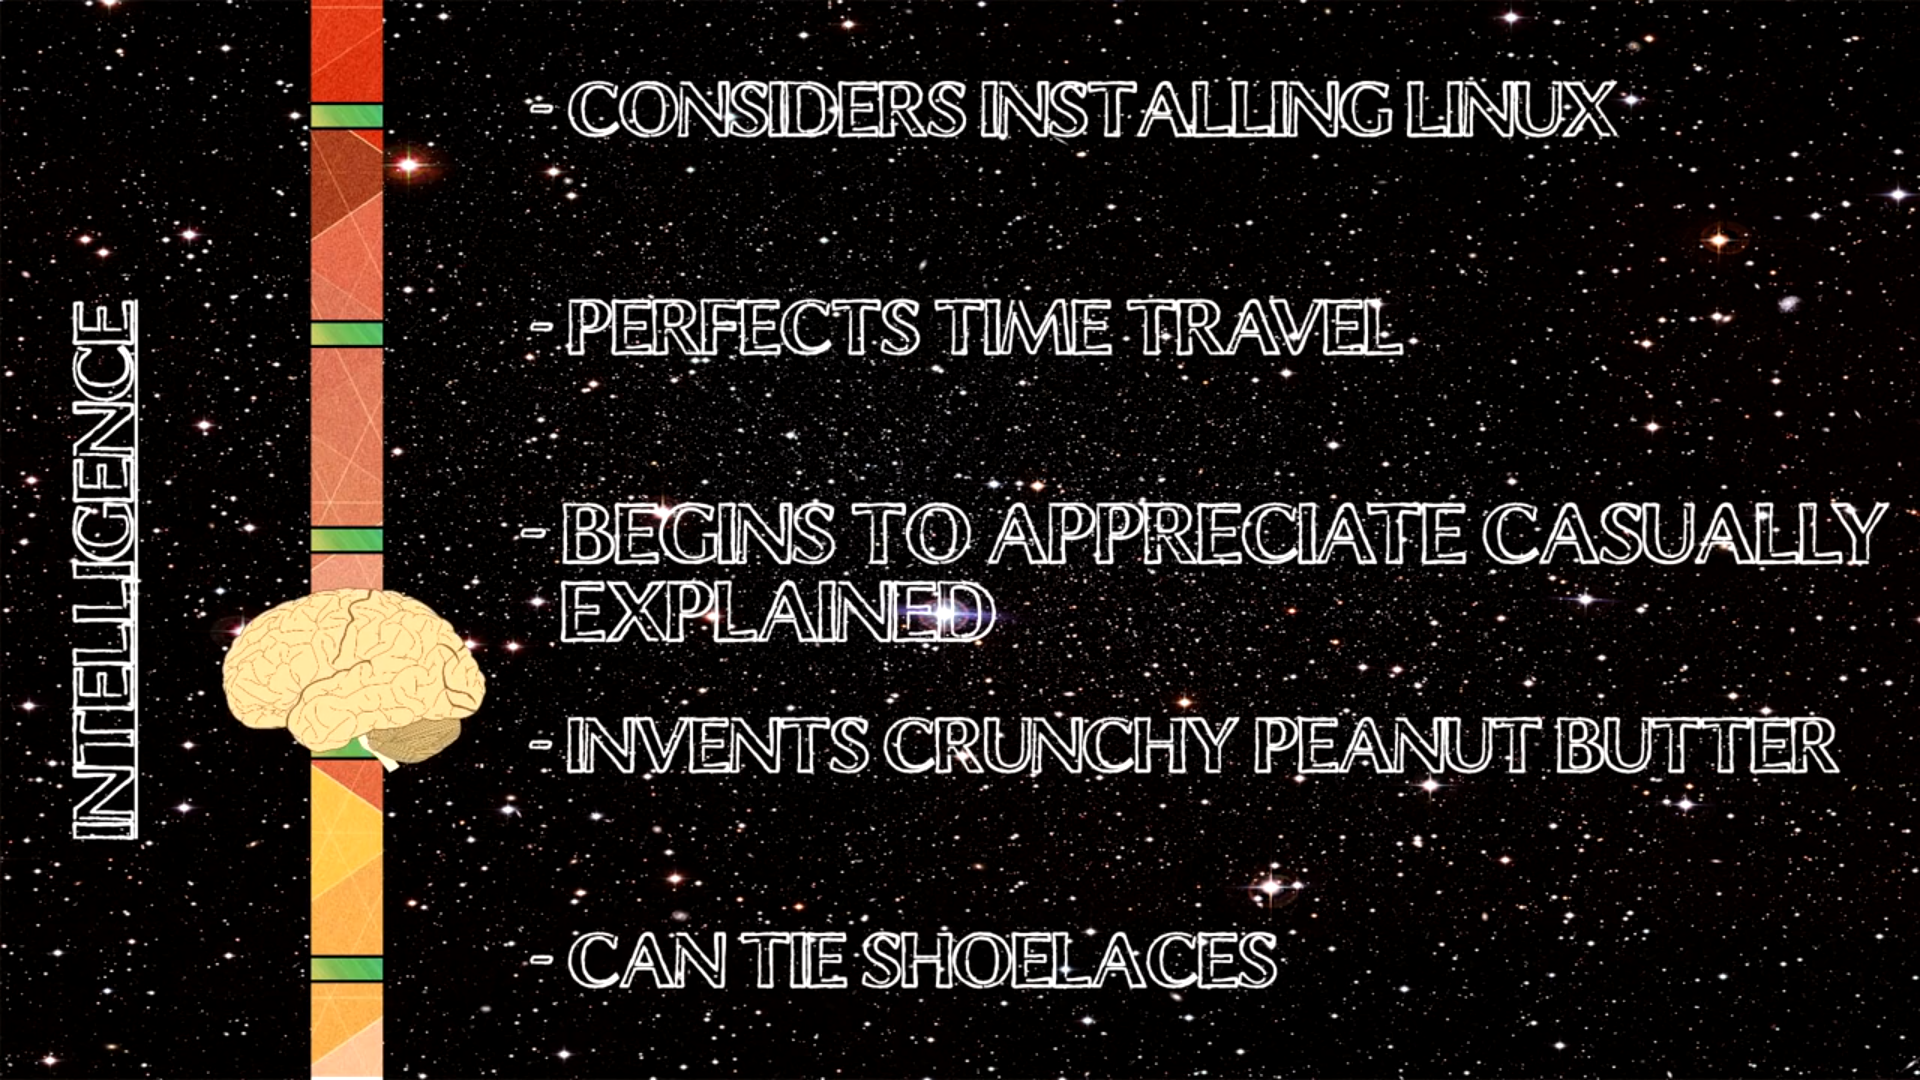 INTELLIGENCE
- CONSIDERS INSTALLING LINUX
- PERFECTS TIME TRAVEL
- BEGINS TO APPRECIATE CASUALLY
EXPLAINED
- INVENTS CRUNCHY PEANUT BUTTER
- CAN TIE SHOELACES